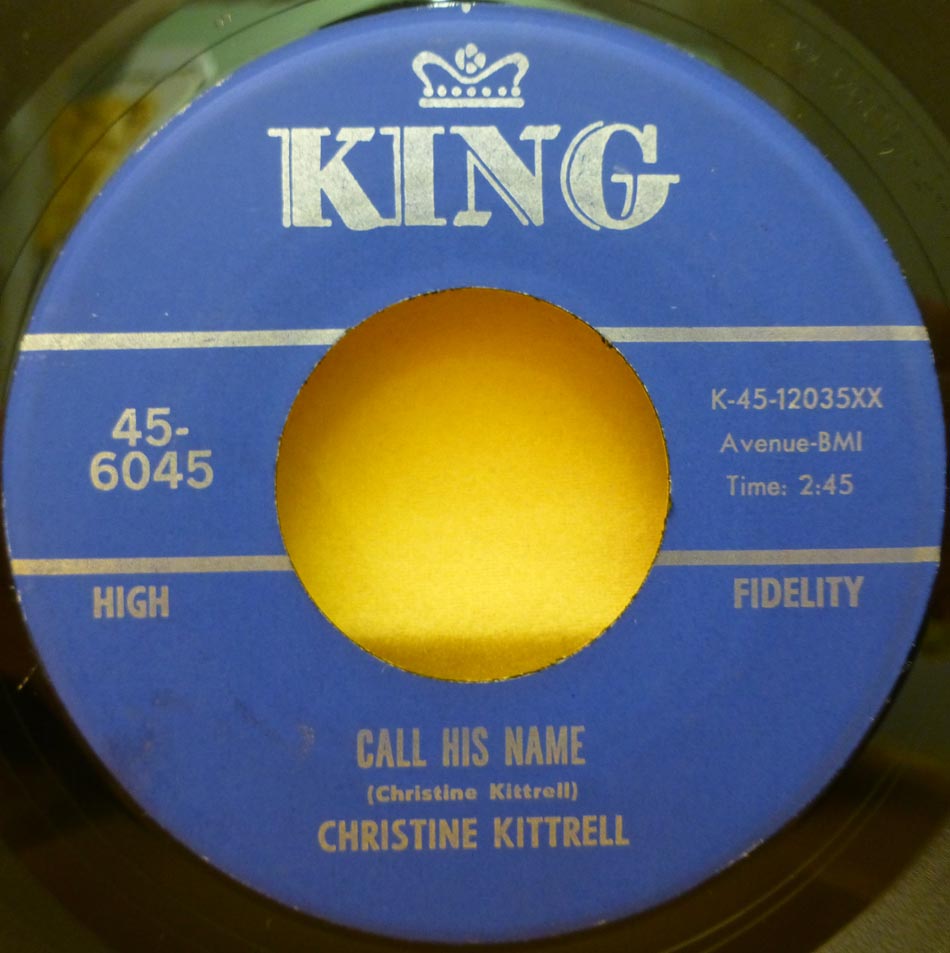 KING
45-
6045
K-45-12035XX
Avenue-BMI
Time: 2:45
HIGH FIDELITY
CALL HIS NAME
(Christine Kittrell)
CHRISTINE KITTRELL